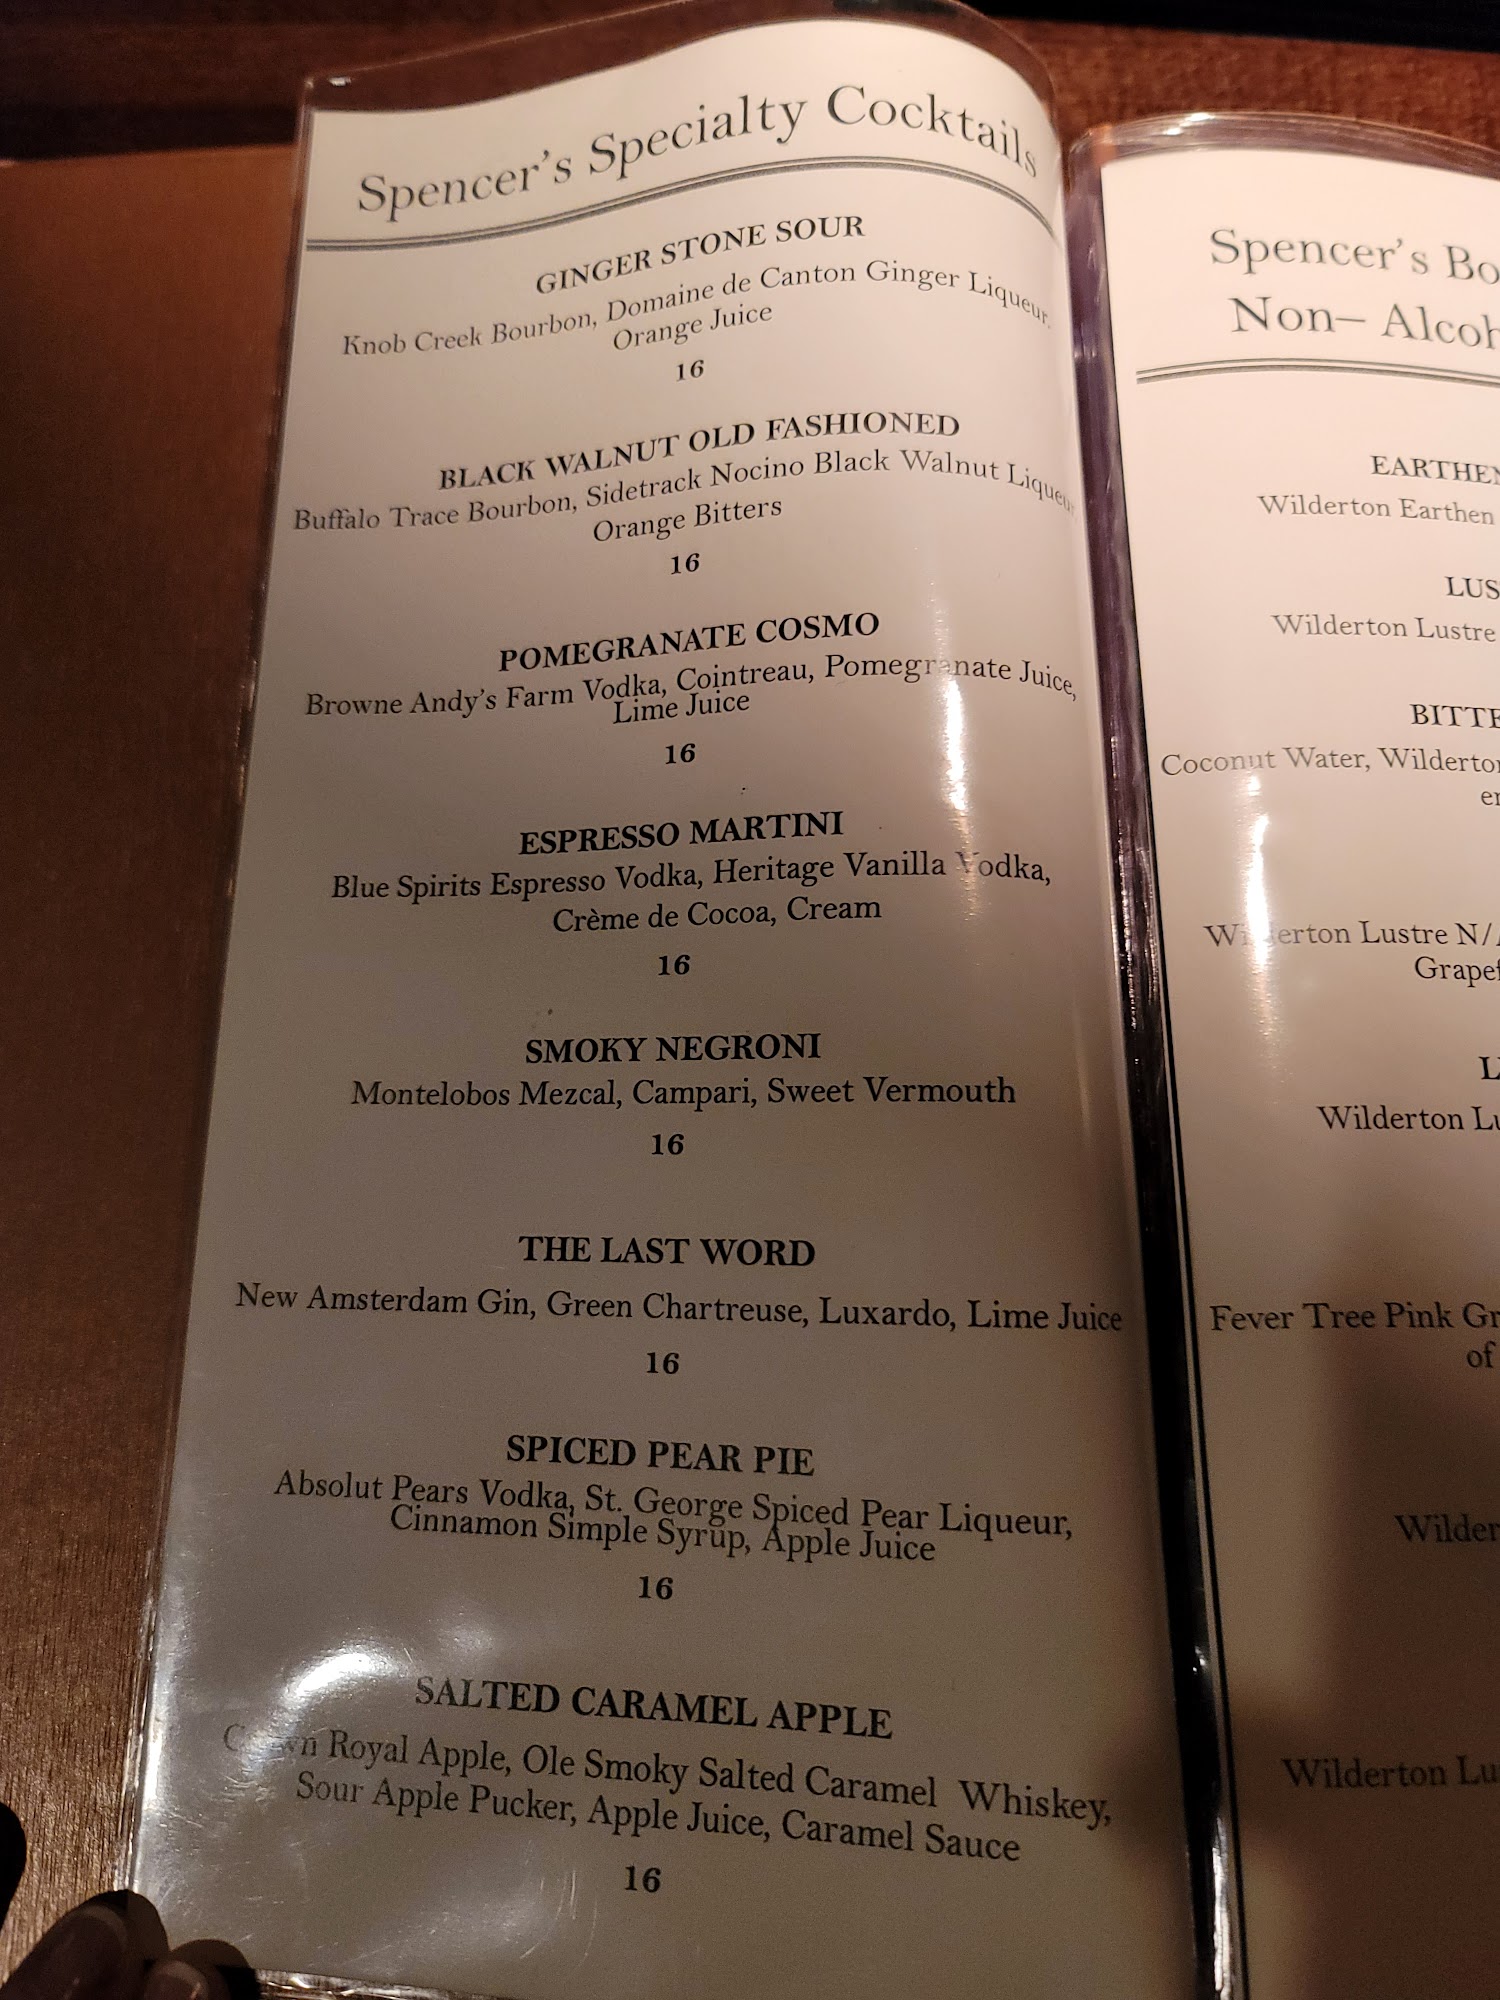 Spencer's Specialty Cocktails
GINGER STONE SOUR
Knob Creek Bourbon, Domaine de Canton Ginger Liqueur,
Orange Juice
16
BLACK WALNUT OLD FASHIONED
Buffalo Trace Bourbon, Sidetrack Nocino Black Walnut Liqueur
Orange Bitters
16
POMEGRANATE COSMO
Browne Andy's Farm Vodka, Cointreau, Pomegranate Juice,
Lime Juice
16
ESPRESSO MARTINI
Blue Spirits Espresso Vodka, Heritage Vanilla Vodka,
Crème de Cocoa, Cream
16
SMOKY NEGRONI
Montelobos Mezcal, Campari, Sweet Vermouth
16
THE LAST WORD
New Amsterdam Gin, Green Chartreuse, Luxardo, Lime Juice
16
SPICED PEAR PIE
Absolut Pears Vodka, St. George Spiced Pear Liqueur,
Cinnamon Simple Syrup, Apple Juice
16
SALTED CARAMEL APPLE
Crown Royal Apple, Ole Smoky Salted Caramel Whiskey,
Sour Apple Pucker, Apple Juice, Caramel Sauce
16
Spencer's
Non-
Wilderton Earthen
Wilderton Lustre
Coconut Water,
Wilderton Lustre
Wilderton
Fever Tree Pink
of
Wilderton